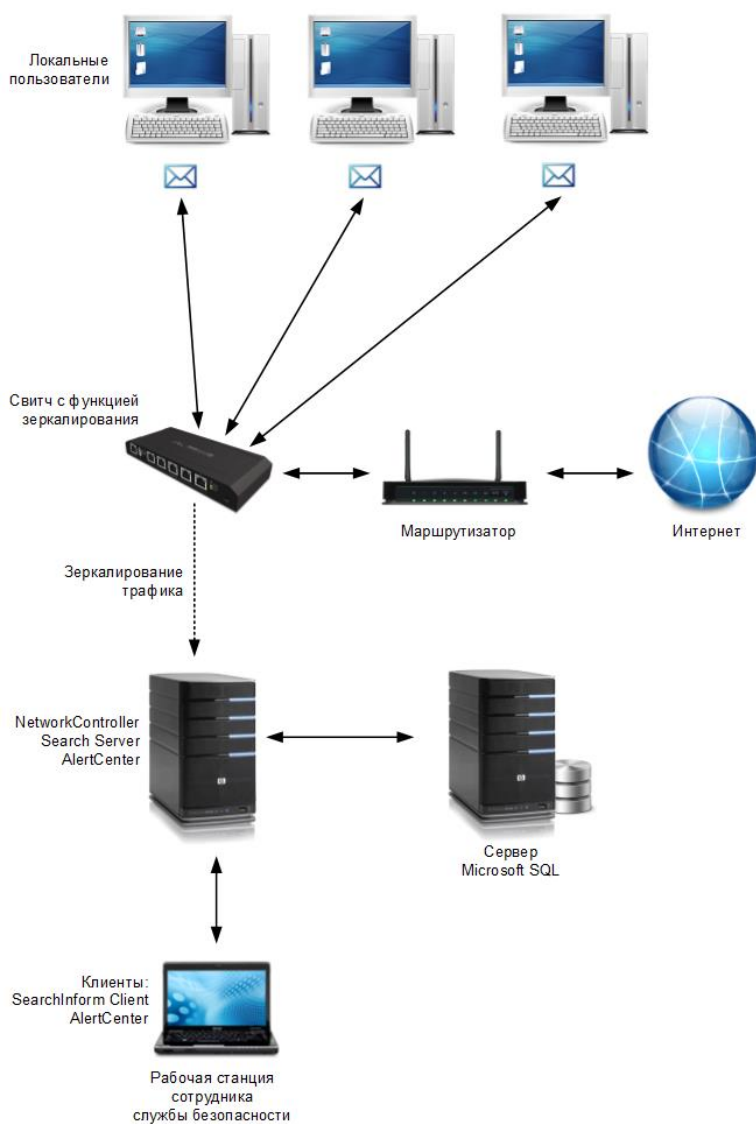 Локальные
пользователи
Свитч с функцией
зеркалирования
Маршрутизатор
Интернет
Зеркалирование
трафика
NetworkController
Search Server
AlertCenter
Сервер
Microsoft SQL
Клиенты:
SearchInform Client
AlertCenter
Рабочая станция
сотрудника
службы безопасности